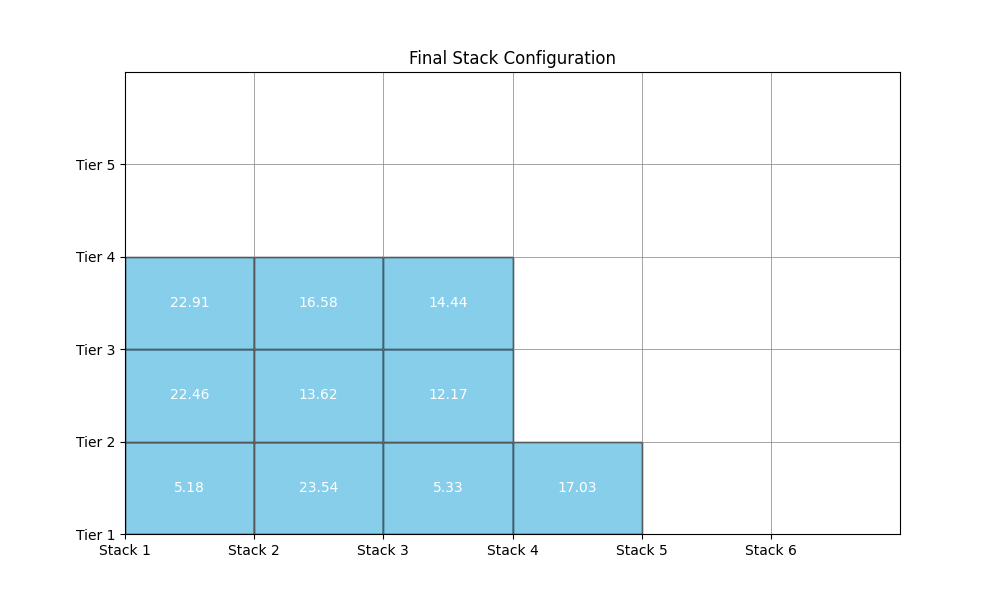 Final Stack Configuration
Tier 5
Tier 4
22.91 16.58 14.44
Tier 3
22.46 13.62 12.17
Tier 2
5.18 23.54 5.33 17.03
Tier 1
Stack 1 Stack 2 Stack 3 Stack 4 Stack 5 Stack 6